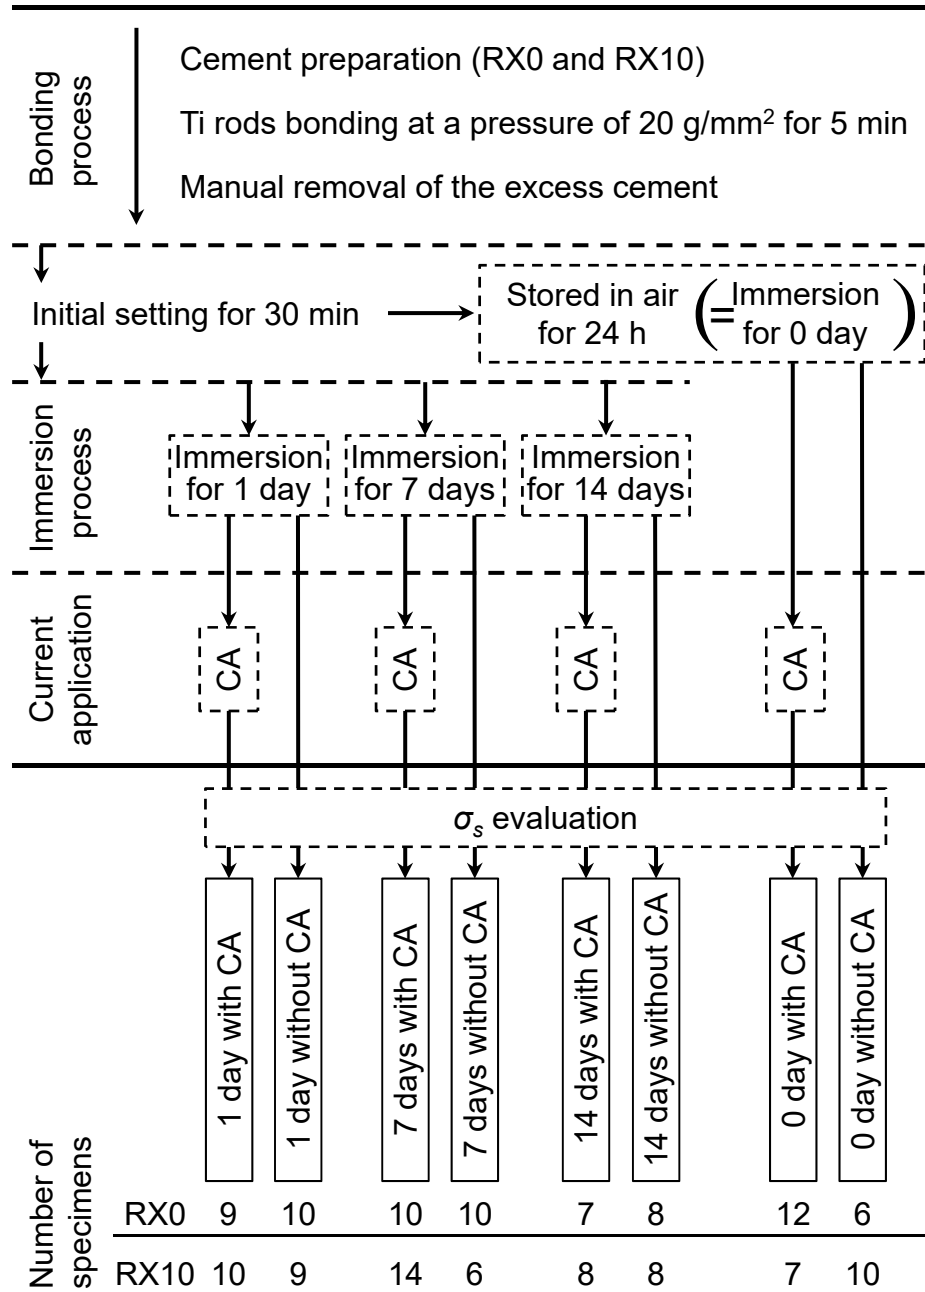 Bonding
process
Cement preparation (RX0 and RX10)
Ti rods bonding at a pressure of 20 g/mm² for 5 min
Manual removal of the excess cement
Initial setting for 30 min
Stored in air
for 24 h
(= Immersion
for 0 day)
Immersion
process
Immersion
for 1 day
Immersion
for 7 days
Immersion
for 14 days
Current
application
CA
CA
CA
CA
σs evaluation
1 day with CA
1 day without CA
7 days with CA
7 days without CA
14 days with CA
14 days without CA
0 day with CA
0 day without CA
Number of
specimens
RX0 9 10 10 10 7 8 12 6
RX10 10 9 14 6 8 8 7 10